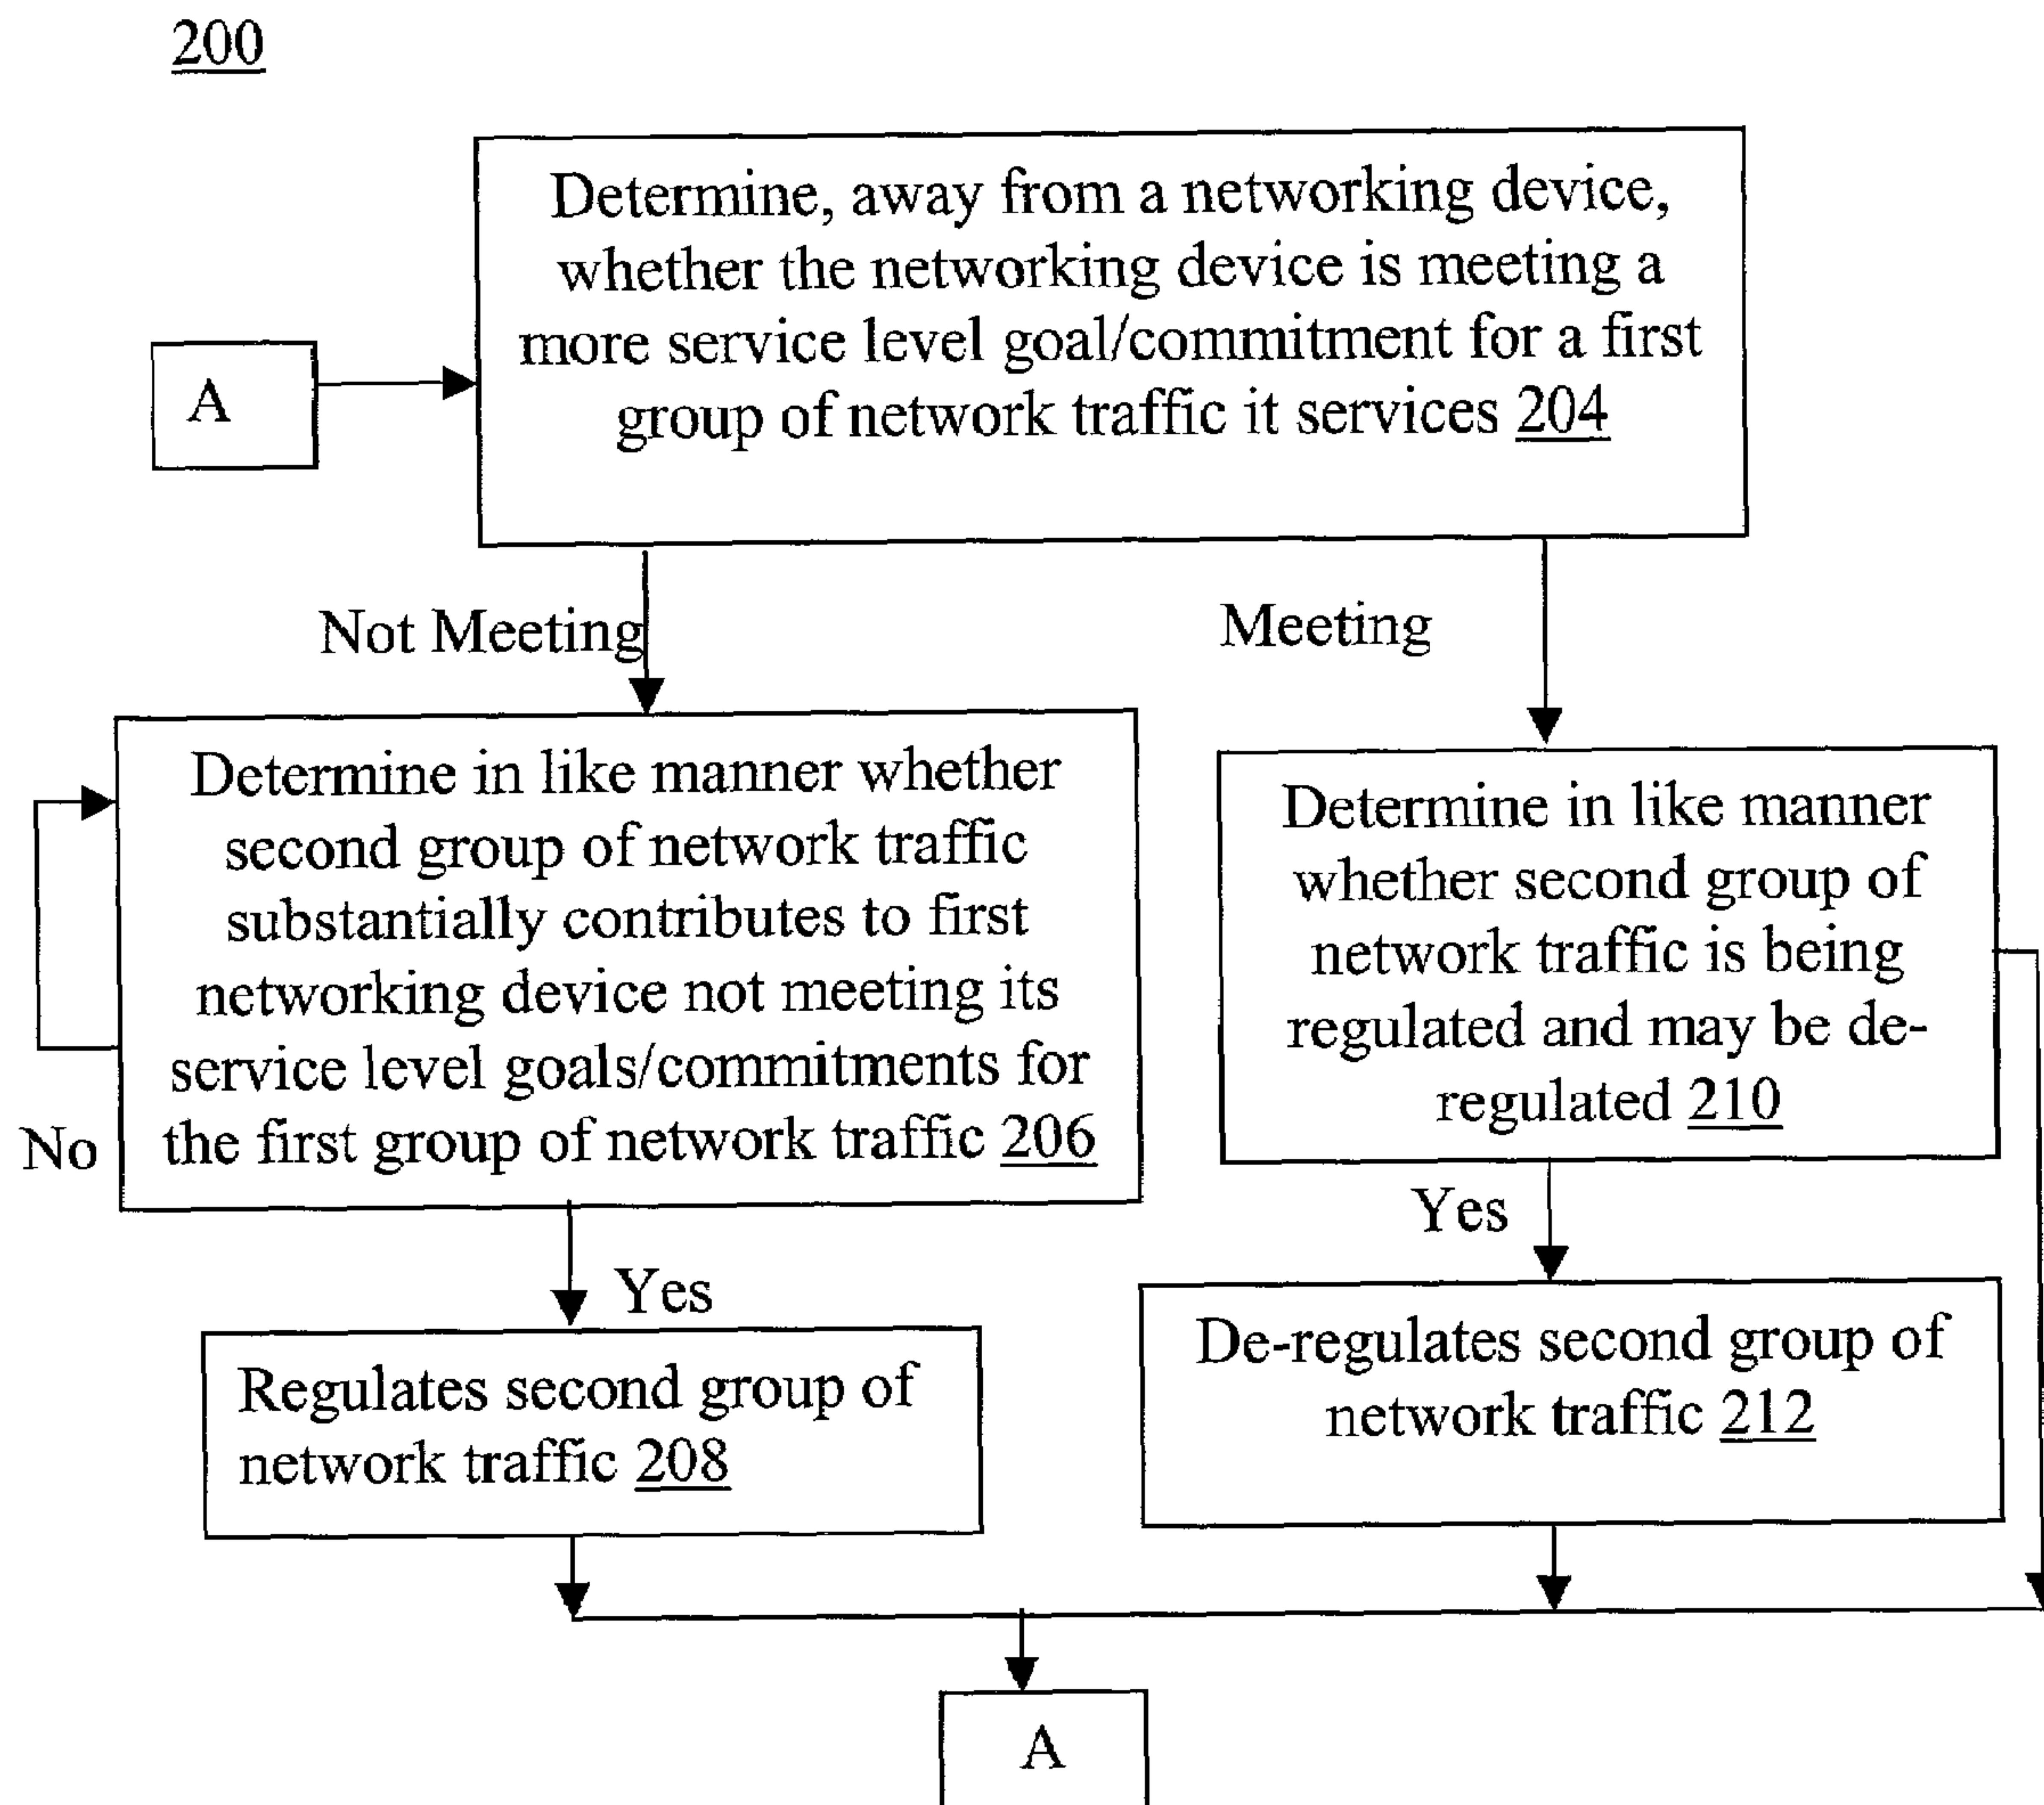 200
Determine, away from a networking device,
whether the networking device is meeting a
more service level goal/commitment for a first
group of network traffic it services 204
A
Not Meeting
Meeting
Determine in like manner whether
second group of network traffic
substantially contributes to first
networking device not meeting its
service level goals/commitments for
the first group of network traffic 206
No
Determine in like manner
whether second group of
network traffic is being
regulated and may be de-
regulated 210
Yes
Yes
Regulates second group of
network traffic 208
De-regulates second group of
network traffic 212
A